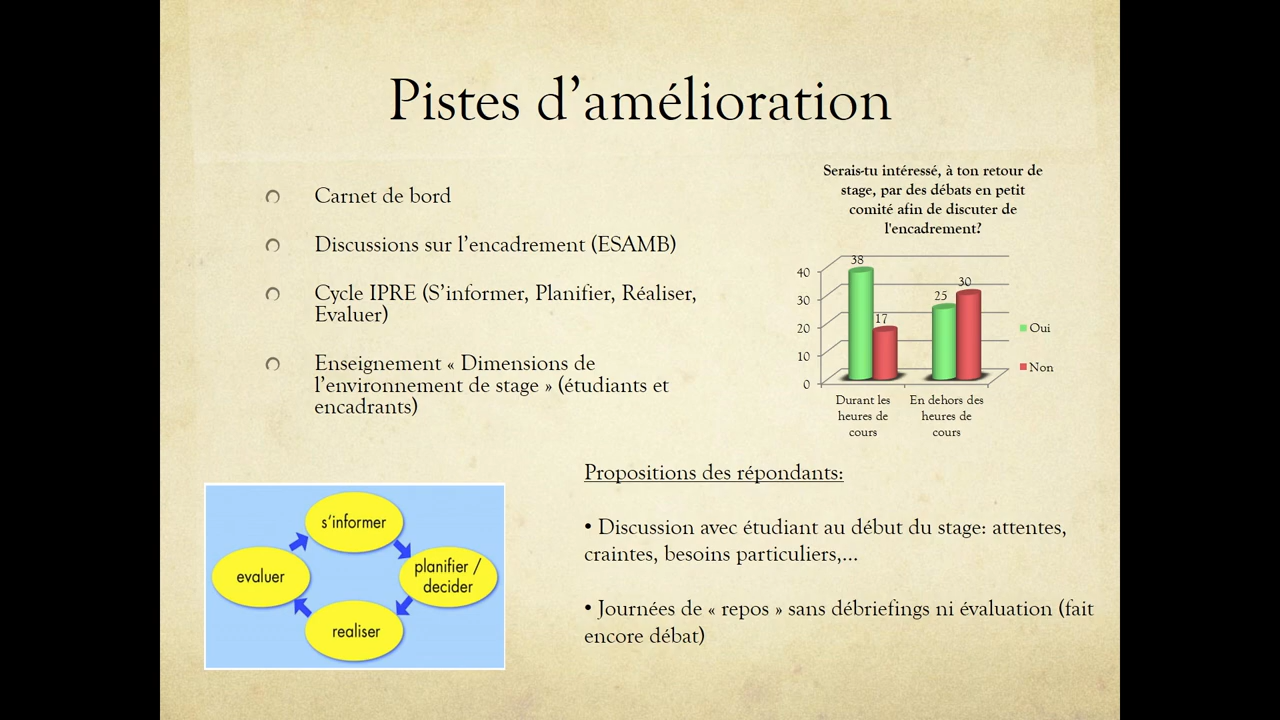 Pistes d’amélioration
Carnet de bord
Discussions sur l’encadrement (ESAMB)
Cycle IPRE (S’informer, Planifier, Réaliser,
Evaluer)
Enseignement « Dimensions de
l’environnement de stage » (étudiants et
encadrants)
Serais-tu intéressé, à ton retour de
stage, par des débats en petit
comité afin de discuter de
l'encadrement?
40
30
20
10
0
38
17
25
30
Oui
Non
Durant les
heures de
cours
En dehors des
heures de
cours
s’informer
planifier /
decider
realiser
evaluer
Propositions des répondants:
• Discussion avec étudiant au début du stage: attentes,
craintes, besoins particuliers,...
• Journées de « repos » sans débriefings ni évaluation (fait
encore débat)